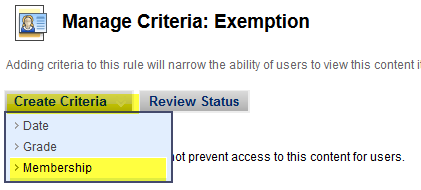 Manage Criteria: Exemption
Adding criteria to this rule will narrow the ability of users to view this content
Create Criteria Review Status
> Date
> Grade
> Membership
not prevent access to this content for users.